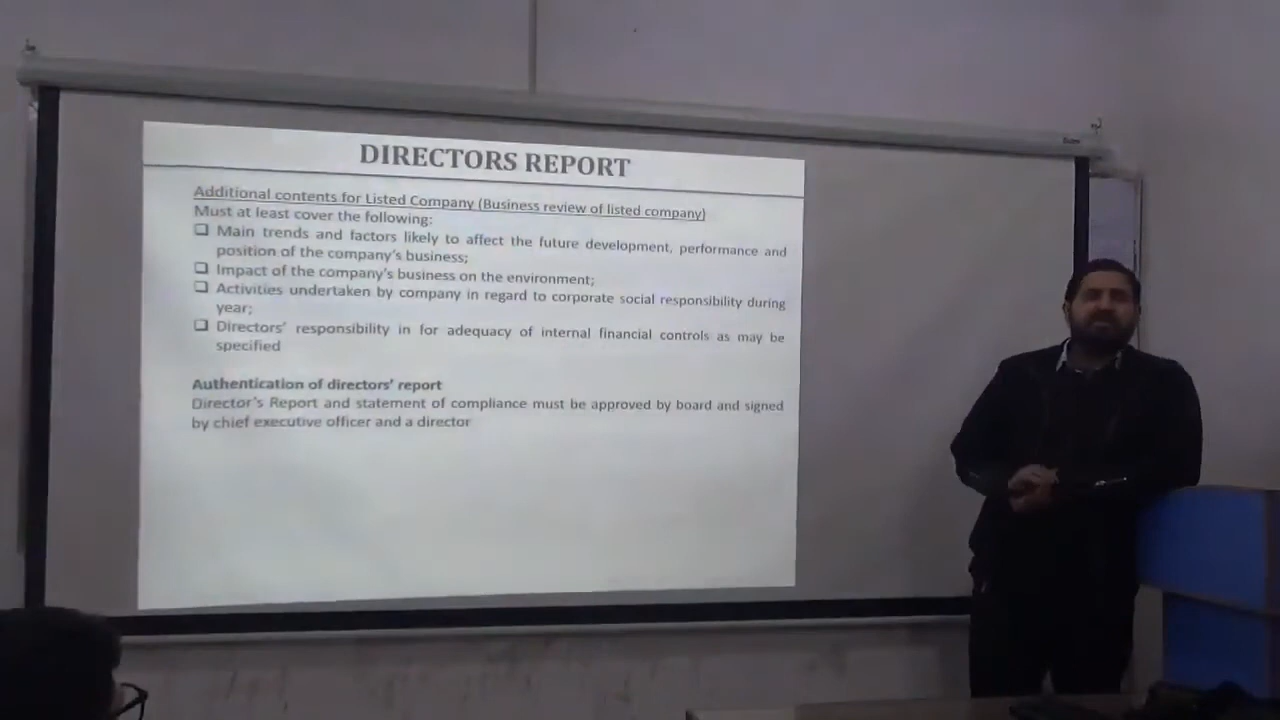 DIRECTORS REPORT
Additional contents for Listed Company (Business review of listed company)
Must at least cover the following:
❑ Main trends and factors likely to affect the future development, performance and
position of the company's business;
❑ Impact of the company's business on the environment;
❑ Activities undertaken by company in regard to corporate social responsibility during
year;
❑ Directors' responsibility in for adequacy of internal financial controls as may be
specified
Authentication of directors' report
Director's Report and statement of compliance must be approved by board and signed
by chief executive officer and a director